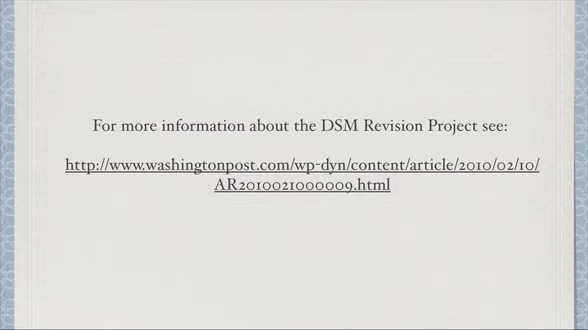 For more information about the DSM Revision Project see:
http://www.washingtonpost.com/wp-dyn/content/article/2010/02/10/
AR2010021000009.html